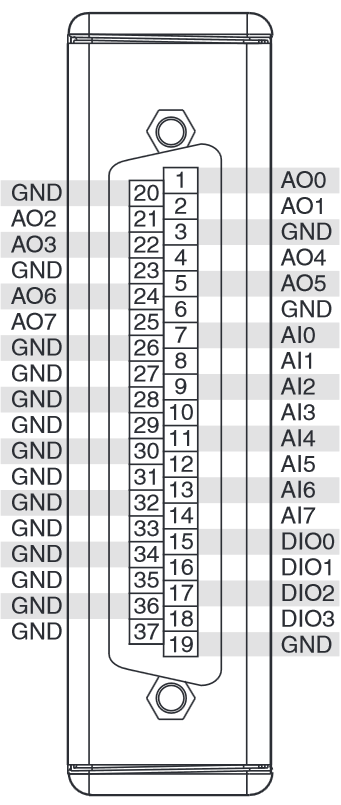 1 AO0
GND 20
2 AO1
AO2 21
3 GND
AO3 22
4 AO4
GND 23
5 AO5
AO6 24
6 GND
AO7 25
7 AI0
GND 26
8 AI1
GND 27
9 AI2
GND 28
10 AI3
GND 29
11 AI4
GND 30
12 AI5
GND 31
13 AI6
GND 32
14 AI7
GND 33
15 DIO0
GND 34
16 DIO1
GND 35
17 DIO2
GND 36
18 DIO3
GND 37
19 GND